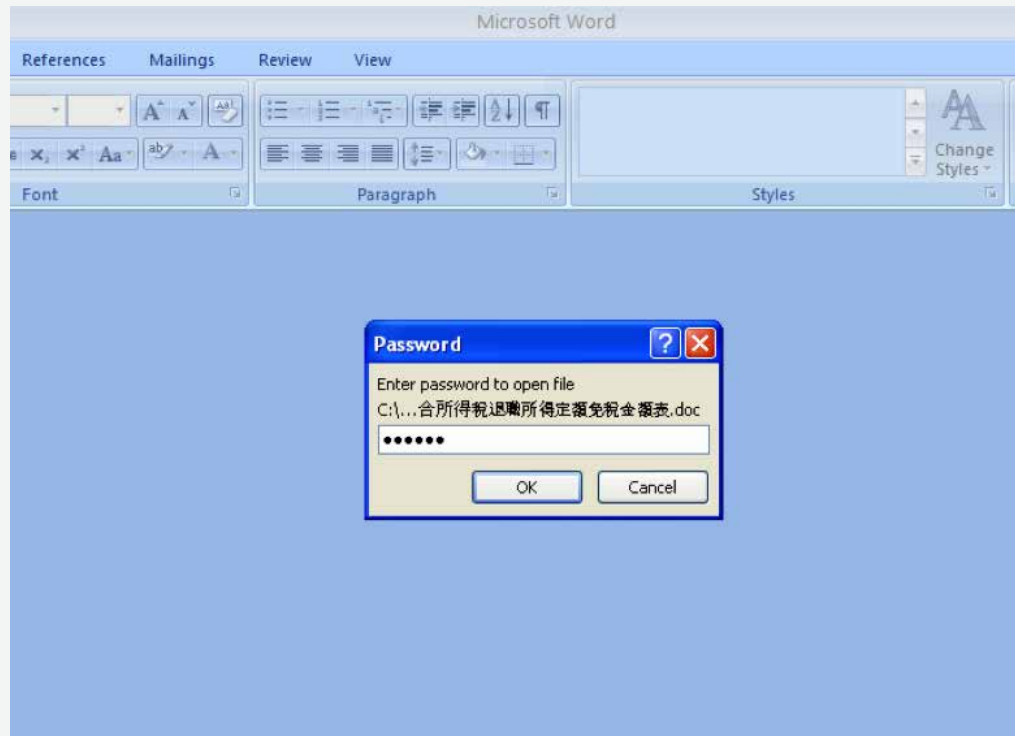 Microsoft Word
References Mailings Review View
Aa
Change
Styles
Font Paragraph Styles
Password
Enter password to open file
C:\...合所得稅退職所得定額免稅金額表.doc
OK Cancel